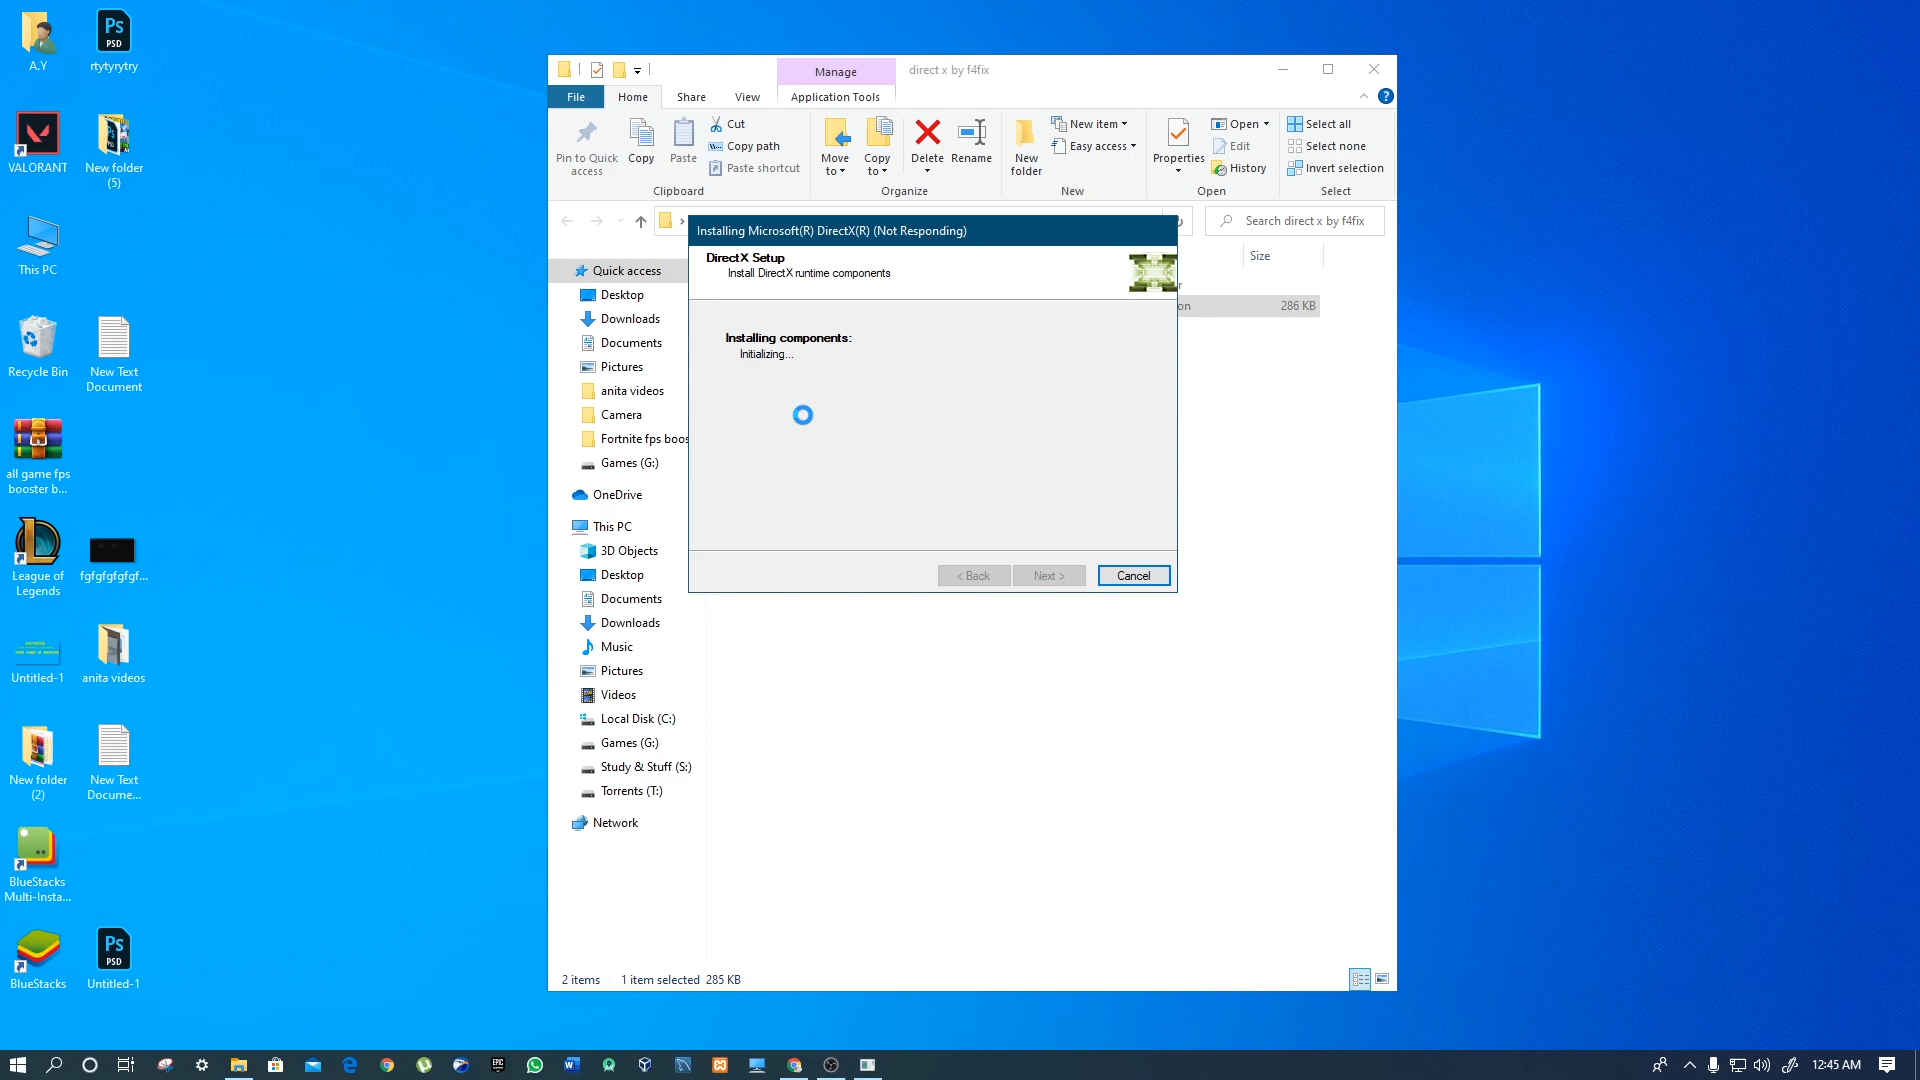 A.Y
rtytyrytry
VALORANT
New folder
(5)
This PC
Recycle Bin
New Text
Document
all game fps
booster b...
League of
Legends
fgfgfgfgfgf...
Untitled-1
anita videos
New folder
(2)
New Text
Docume...
BlueStacks
Multi-Insta...
BlueStacks
Untitled-1
Manage
direct x by f4fix
File
Home
Share
View
Application Tools
Pin to Quick
access
Copy
Paste
Cut
Copy path
Paste shortcut
Clipboard
Move
to
Copy
to
Delete
Rename
Organize
New
folder
New item
Easy access
New
Properties
Open
Edit
History
Open
Select all
Select none
Invert selection
Select
Search direct x by f4fix
Size
286 KB
Quick access
Desktop
Downloads
Documents
Pictures
anita videos
Camera
Fortnite fps boos
Games (G:)
OneDrive
This PC
3D Objects
Desktop
Documents
Downloads
Music
Pictures
Videos
Local Disk (C:)
Games (G:)
Study & Stuff (S:)
Torrents (T:)
Network
Installing Microsoft(R) DirectX(R) (Not Responding)
DirectX Setup
Install DirectX runtime components
Installing components:
Initializing...
< Back
Next >
Cancel
2 items
1 item selected 285 KB
12:45 AM